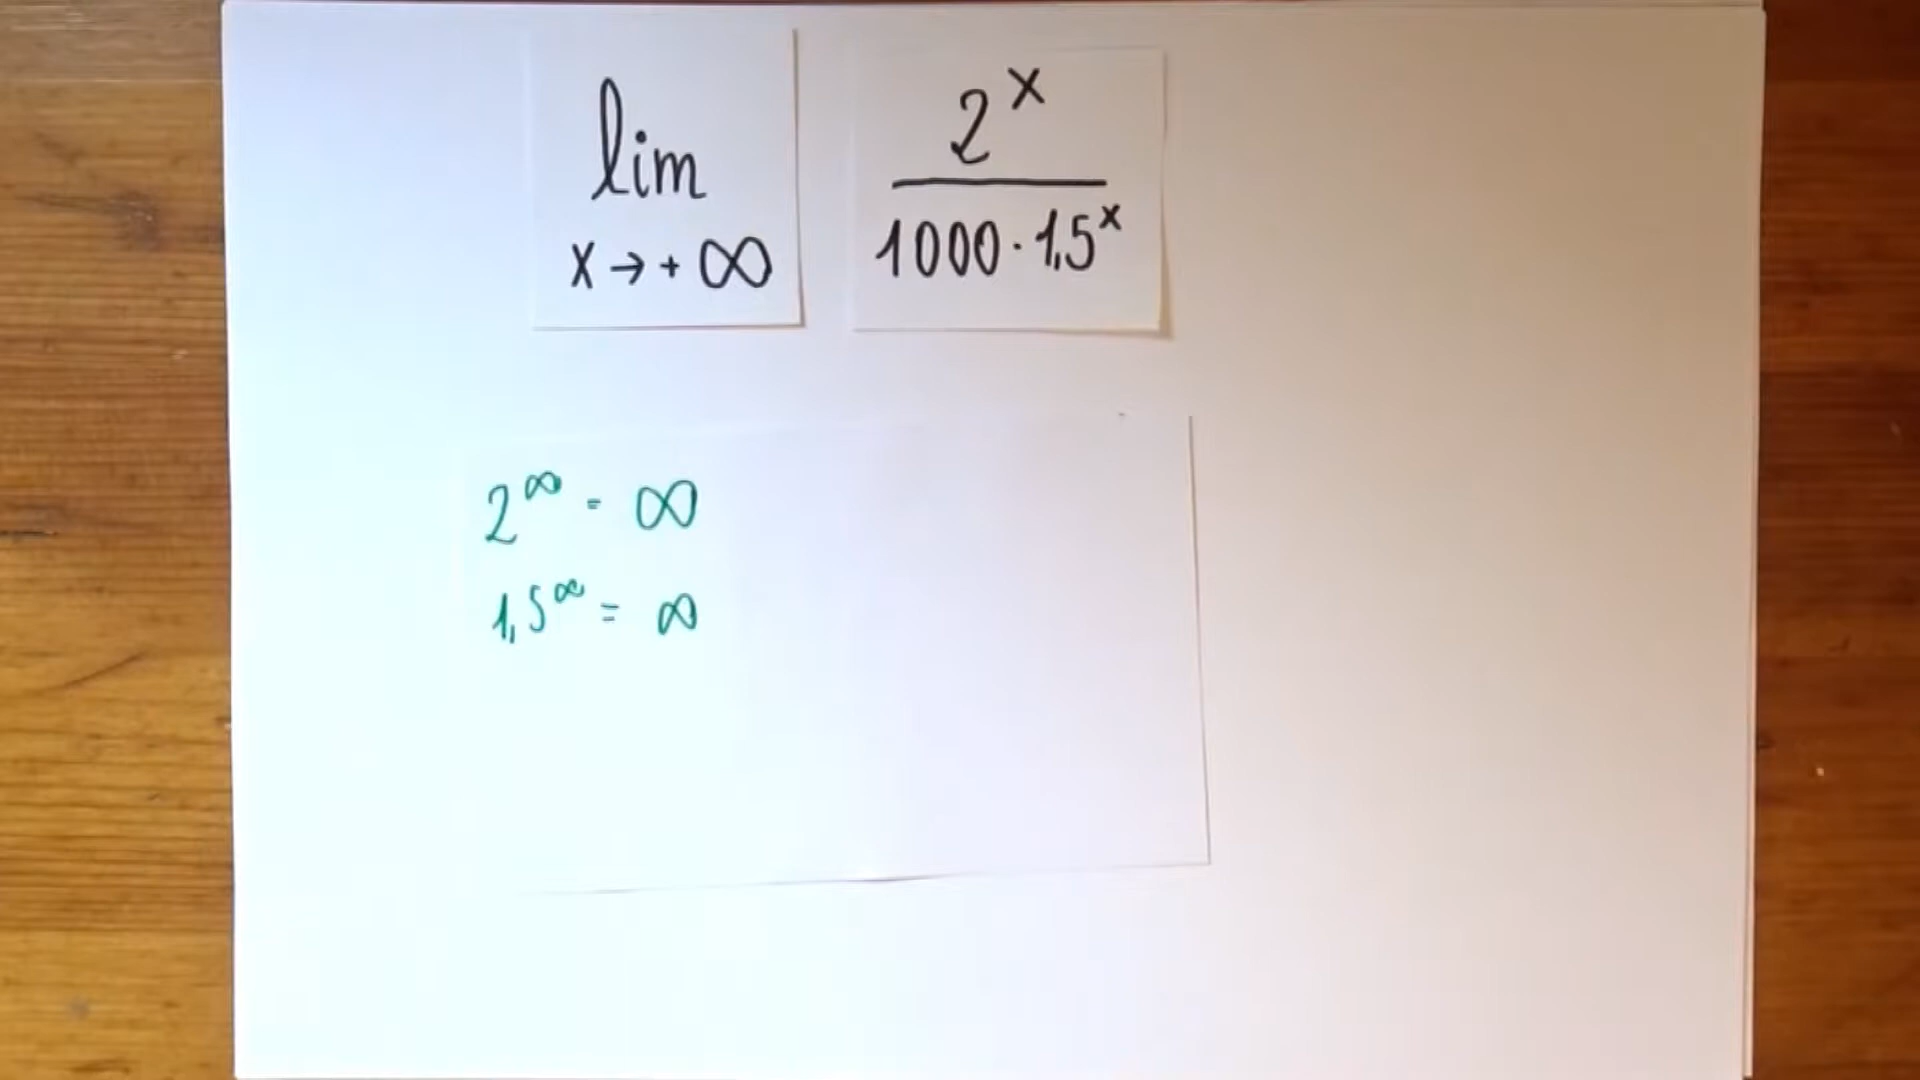 lim
x → + ∞
2^x
1000 · 1,5^x
2^∞ = ∞
1,5^∞ = ∞